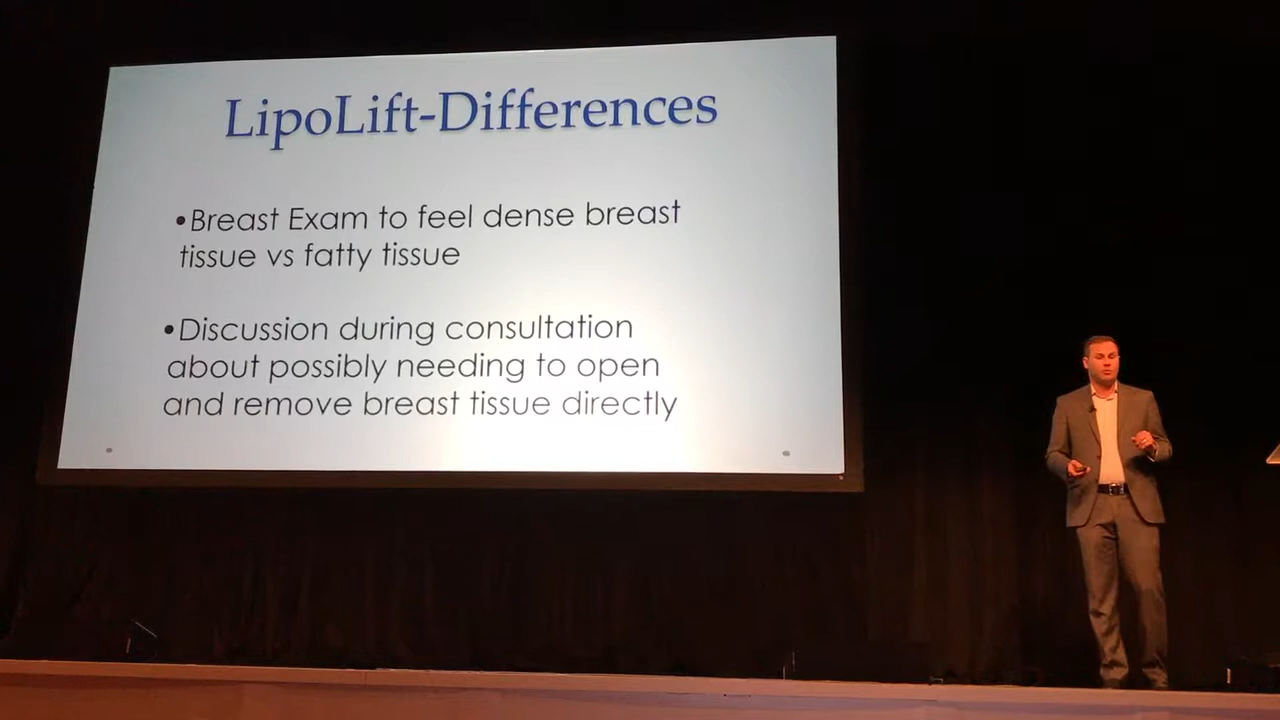 LipoLift-Differences
•Breast Exam to feel dense breast
tissue vs fatty tissue
•Discussion during consultation
about possibly needing to open
and remove breast tissue directly